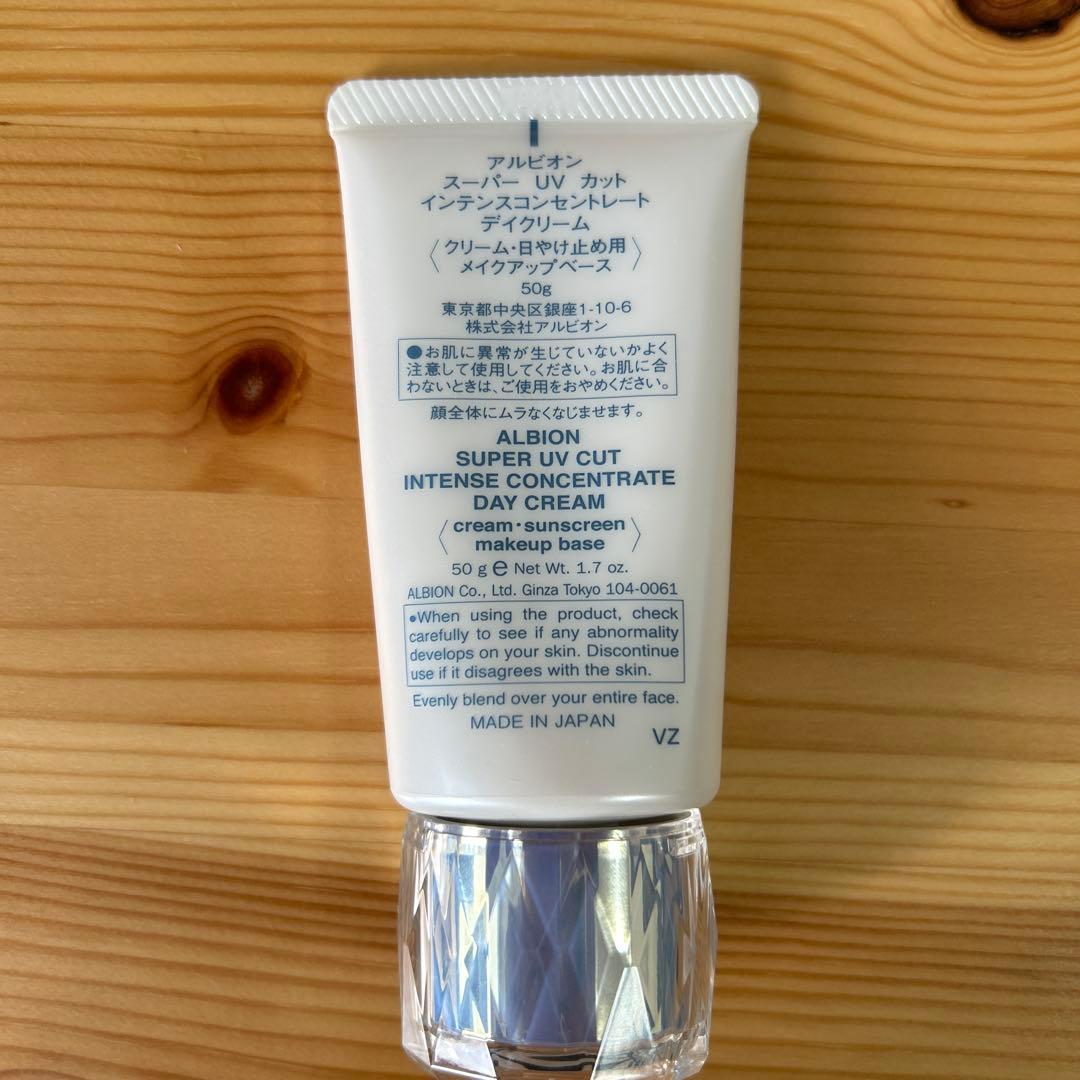 アルビオン
スーパー UV カット
インテンスコンセントレート
デイクリーム
〈クリーム・日やけ止め用
メイクアップベース〉
50g
東京都中央区銀座1-10-6
株式会社アルビオン
●お肌に異常が生じていないかよく
注意して使用してください。お肌に合
わないときは、ご使用をおやめください。
顔全体にムラなくなじませます。
ALBION
SUPER UV CUT
INTENSE CONCENTRATE
DAY CREAM
〈cream・sunscreen
makeup base〉
50 g ℮ Net Wt. 1.7 oz.
ALBION Co., Ltd. Ginza Tokyo 104-0061
●When using the product, check
carefully to see if any abnormality
develops on your skin. Discontinue
use if it disagrees with the skin.
Evenly blend over your entire face.
MADE IN JAPAN
VZ